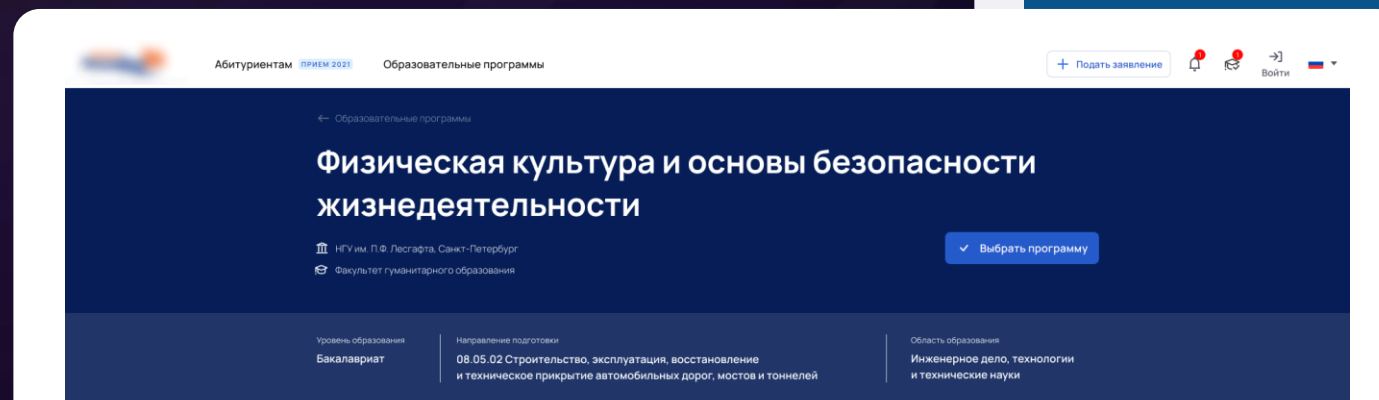 Абитуриентам ПРИЕМ 2021 Образовательные программы + Подать заявление 1 1 Войти
← Образовательные программы
Физическая культура и основы безопасности
жизнедеятельности
НГУ им. П.Ф. Лесгафта, Санкт-Петербург
Выбрать программу
Факультет гуманитарного образования
Уровень образования
Бакалавриат
Направление подготовки
08.05.02 Строительство, эксплуатация, восстановление
и техническое прикрытие автомобильных дорог, мостов и тоннелей
Область образования
Инженерное дело, технологии
и технические науки